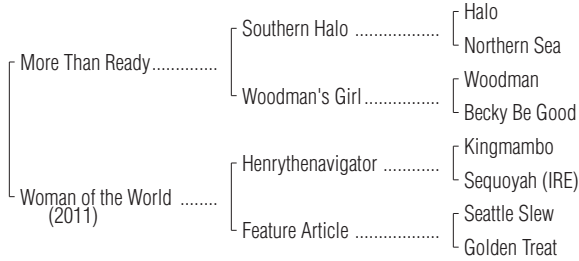 Halo
Southern Halo ..................
Northern Sea
More Than Ready..............
Woodman
Woodman's Girl................
Becky Be Good
Kingmambo
Henrythenavigator ............
Sequoyah (IRE)
Woman of the World ........
(2011)
Seattle Slew
Feature Article ..................
Golden Treat